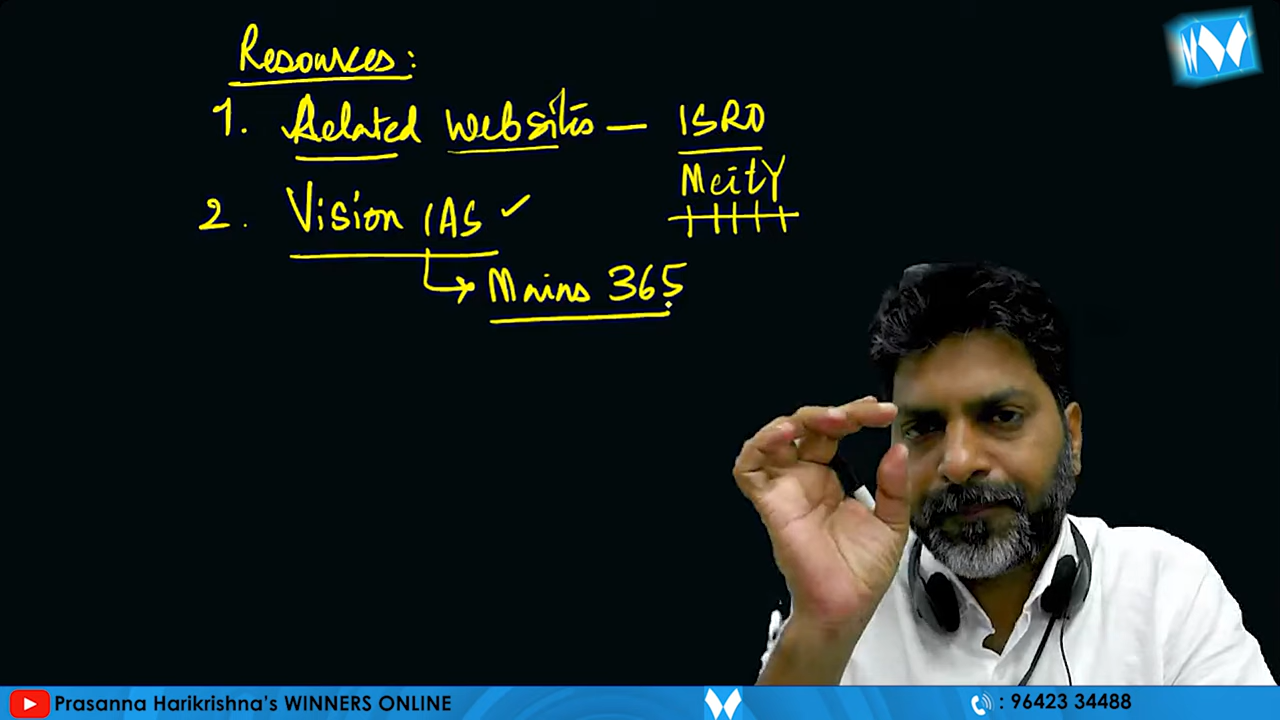 Resources:
1. Related websites — ISRO
MeitY
2. Vision IAS ✓
→ Mains 365
W
Prasanna Harikrishna's WINNERS ONLINE
W
: 96423 34488